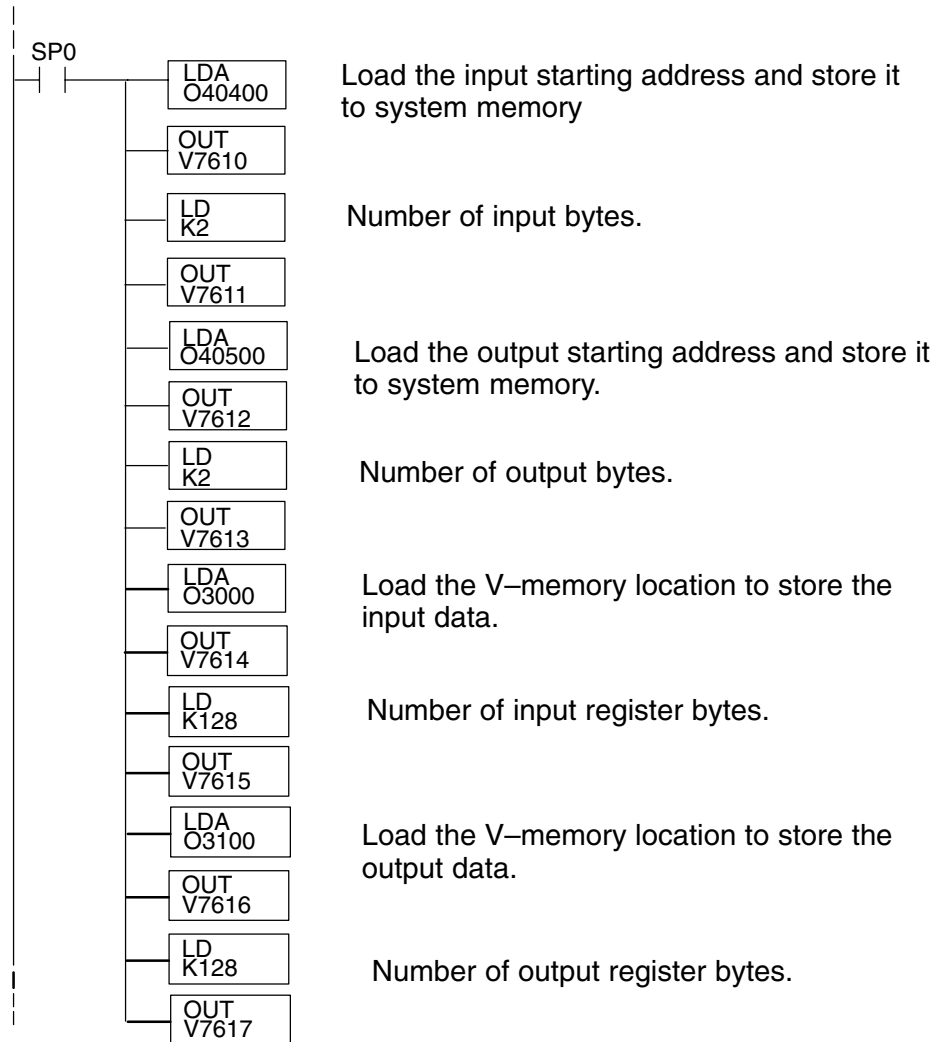 SP0
LDA
O40400
Load the input starting address and store it
to system memory
OUT
V7610
LD
K2
Number of input bytes.
OUT
V7611
LDA
O40500
Load the output starting address and store it
to system memory.
OUT
V7612
LD
K2
Number of output bytes.
OUT
V7613
LDA
O3000
Load the V–memory location to store the
input data.
OUT
V7614
LD
K128
Number of input register bytes.
OUT
V7615
LDA
O3100
Load the V–memory location to store the
output data.
OUT
V7616
LD
K128
Number of output register bytes.
OUT
V7617